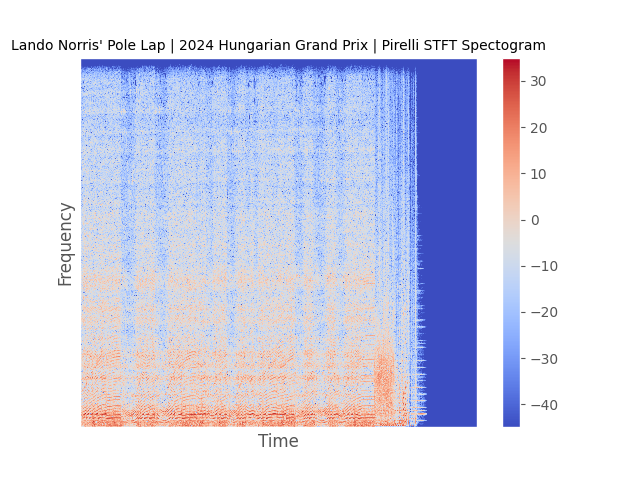 Lando Norris' Pole Lap | 2024 Hungarian Grand Prix | Pirelli STFT Spectogram
Frequency
Time
30
20
10
0
−10
−20
−30
−40